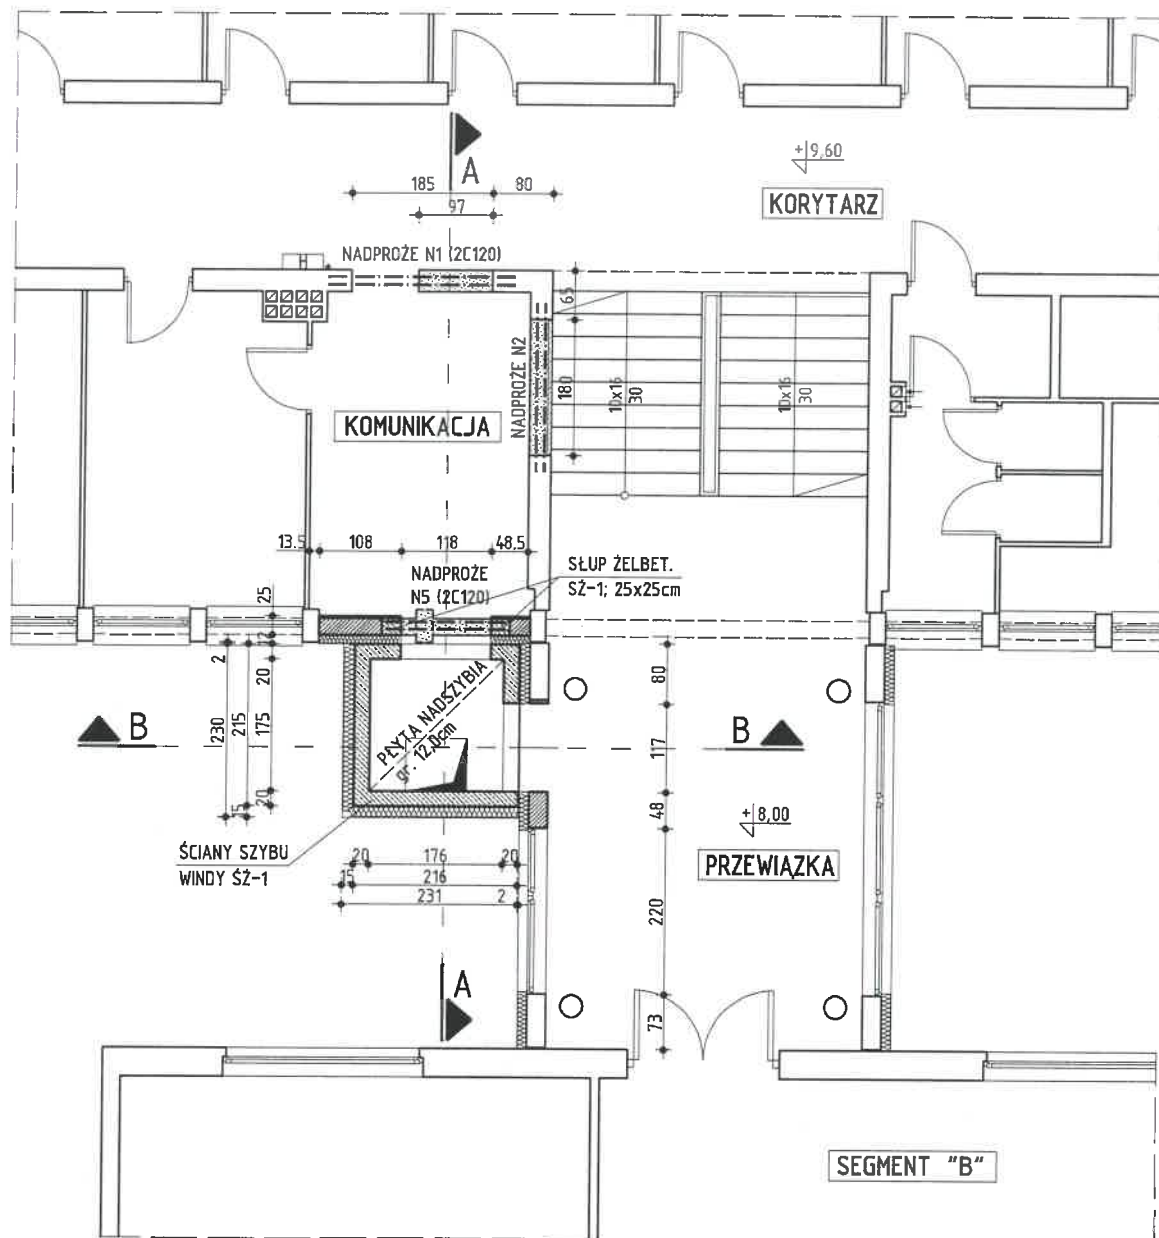 A
+9,60
185
80
KORYTARZ
97
NADPROŻE N1 (2C120)
65
NADPROŻE N2
180
10x16
30
10x16
30
KOMUNIKACJA
13.5
108
118
48,5
NADPROŻE
N5 (2C120)
SŁUP ŻELBET.
SŻ-1; 25x25cm
25
12
2
20
80
230
215
175
PŁYTA NADSZYBIA
gr. 12,0cm
B
B
117
20
15
48
+8,00
ŚCIANY SZYBU
WINDY ŚŻ-1
20
176
20
PRZEWIĄZKA
15
216
231
2
220
A
73
SEGMENT "B"